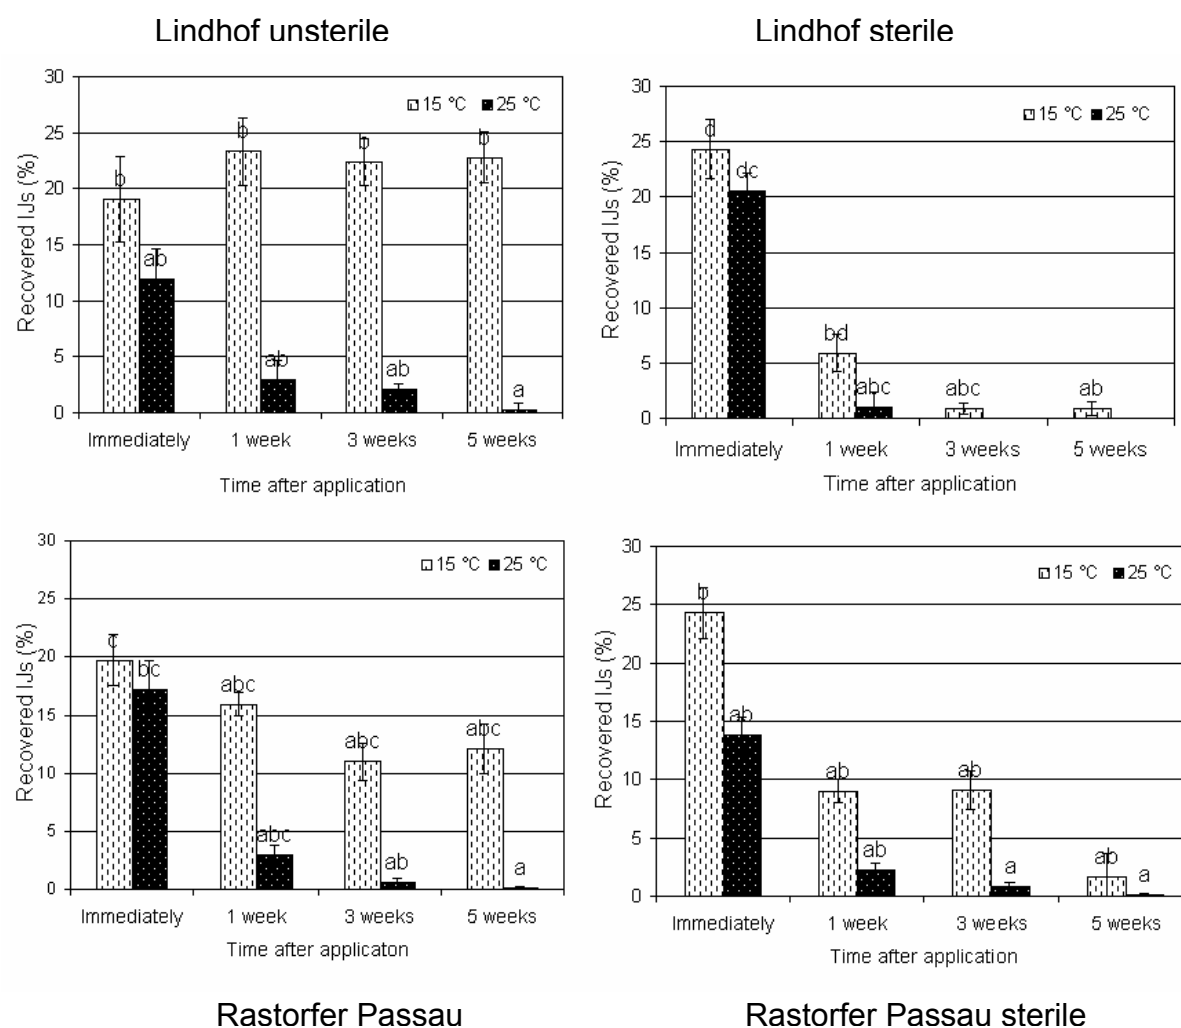 Lindhof unsterile
Lindhof sterile
30
25
20
15
10
5
0
Recovered IJs (%)
15 °C 25 °C
b
ab
b
ab
b
ab
b
a
Immediately 1 week 3 weeks 5 weeks
Time after application
30
25
20
15
10
5
0
Recovered IJs (%)
15 °C 25 °C
d
dc
bd
abc
abc
ab
Immediately 1 week 3 weeks 5 weeks
Time after application
30
25
20
15
10
5
0
Recovered IJs (%)
15 °C 25 °C
c
bc
abc
abc
abc
ab
abc
a
Immediately 1 week 3 weeks 5 weeks
Time after applicaton
30
25
20
15
10
5
0
Recovered IJs (%)
15 °C 25 °C
b
ab
ab
ab
ab
a
ab
a
Immediately 1 week 3 weeks 5 weeks
Time after application
Rastorfer Passau
Rastorfer Passau sterile